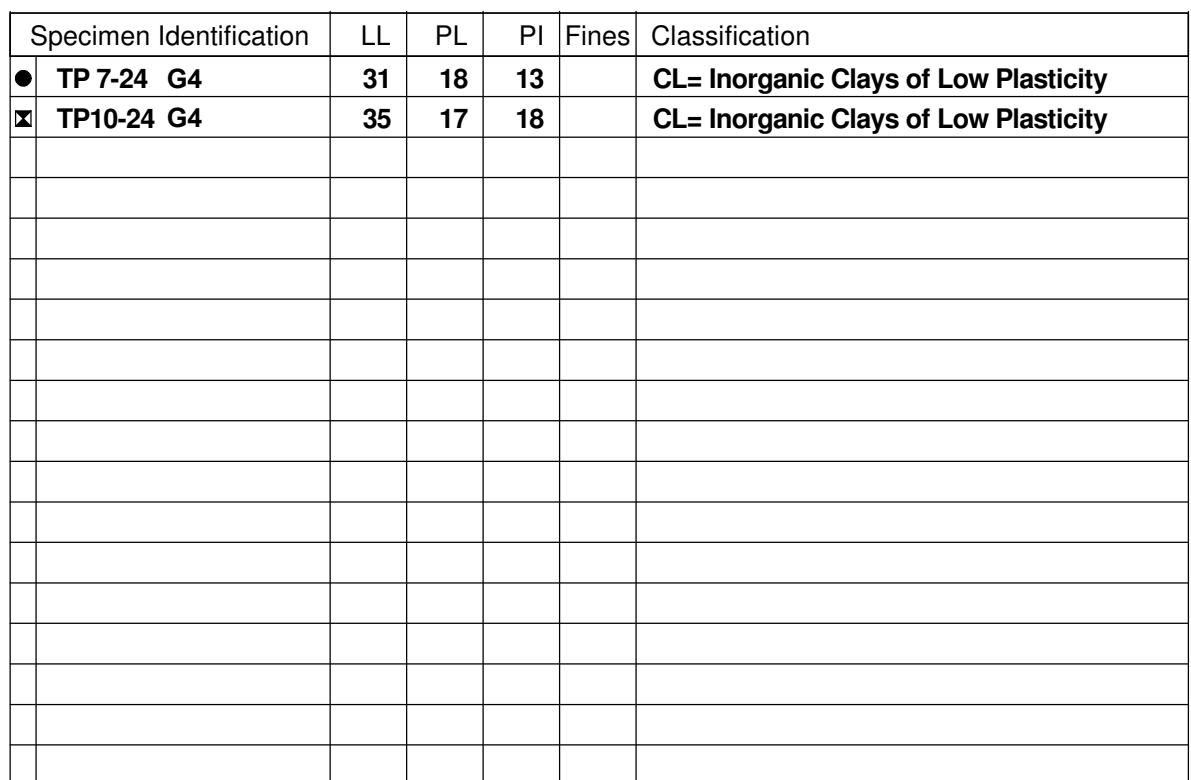 Specimen Identification LL PL PI Fines Classification
TP 7-24 G4 31 18 13 CL= Inorganic Clays of Low Plasticity
TP10-24 G4 35 17 18 CL= Inorganic Clays of Low Plasticity